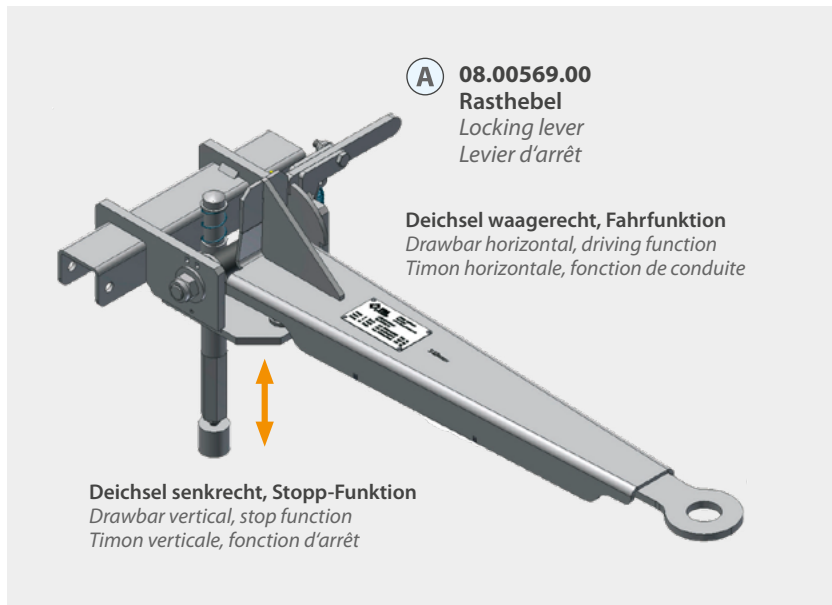 A
08.00569.00
Rasthebel
Locking lever
Levier d‘arrêt
Deichsel waagerecht, Fahrfunktion
Drawbar horizontal, driving function
Timon horizontale, fonction de conduite
Deichsel senkrecht, Stopp-Funktion
Drawbar vertical, stop function
Timon verticale, fonction d‘arrêt